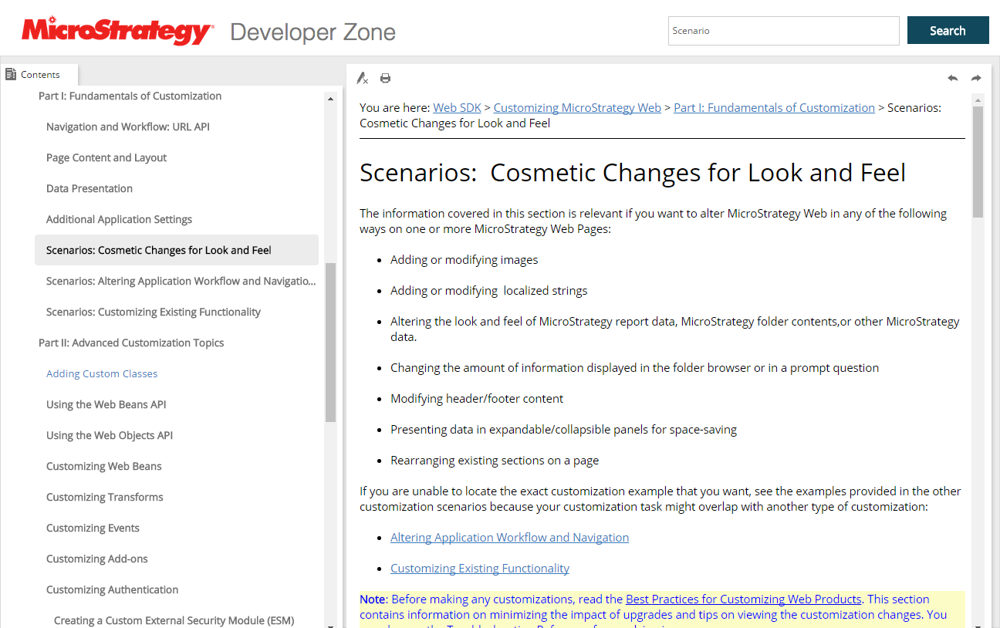 MicroStrategy Developer Zone
Scenario
Search
Contents
Part I: Fundamentals of Customization
Navigation and Workflow: URL API
Page Content and Layout
Data Presentation
Additional Application Settings
Scenarios: Cosmetic Changes for Look and Feel
Scenarios: Altering Application Workflow and Navigatio...
Scenarios: Customizing Existing Functionality
Part II: Advanced Customization Topics
Adding Custom Classes
Using the Web Beans API
Using the Web Objects API
Customizing Web Beans
Customizing Transforms
Customizing Events
Customizing Add-ons
Customizing Authentication
Creating a Custom External Security Module (ESM)
You are here: Web SDK > Customizing MicroStrategy Web > Part I: Fundamentals of Customization > Scenarios:
Cosmetic Changes for Look and Feel
Scenarios:  Cosmetic Changes for Look and Feel
The information covered in this section is relevant if you want to alter MicroStrategy Web in any of the following
ways on one or more MicroStrategy Web Pages:
• Adding or modifying images
• Adding or modifying  localized strings
• Altering the look and feel of MicroStrategy report data, MicroStrategy folder contents,or other MicroStrategy
data.
• Changing the amount of information displayed in the folder browser or in a prompt question
• Modifying header/footer content
• Presenting data in expandable/collapsible panels for space-saving
• Rearranging existing sections on a page
If you are unable to locate the exact customization example that you want, see the examples provided in the other
customization scenarios because your customization task might overlap with another type of customization:
• Altering Application Workflow and Navigation
• Customizing Existing Functionality
Note: Before making any customizations, read the Best Practices for Customizing Web Products. This section
contains information on minimizing the impact of upgrades and tips on viewing the customization changes. You